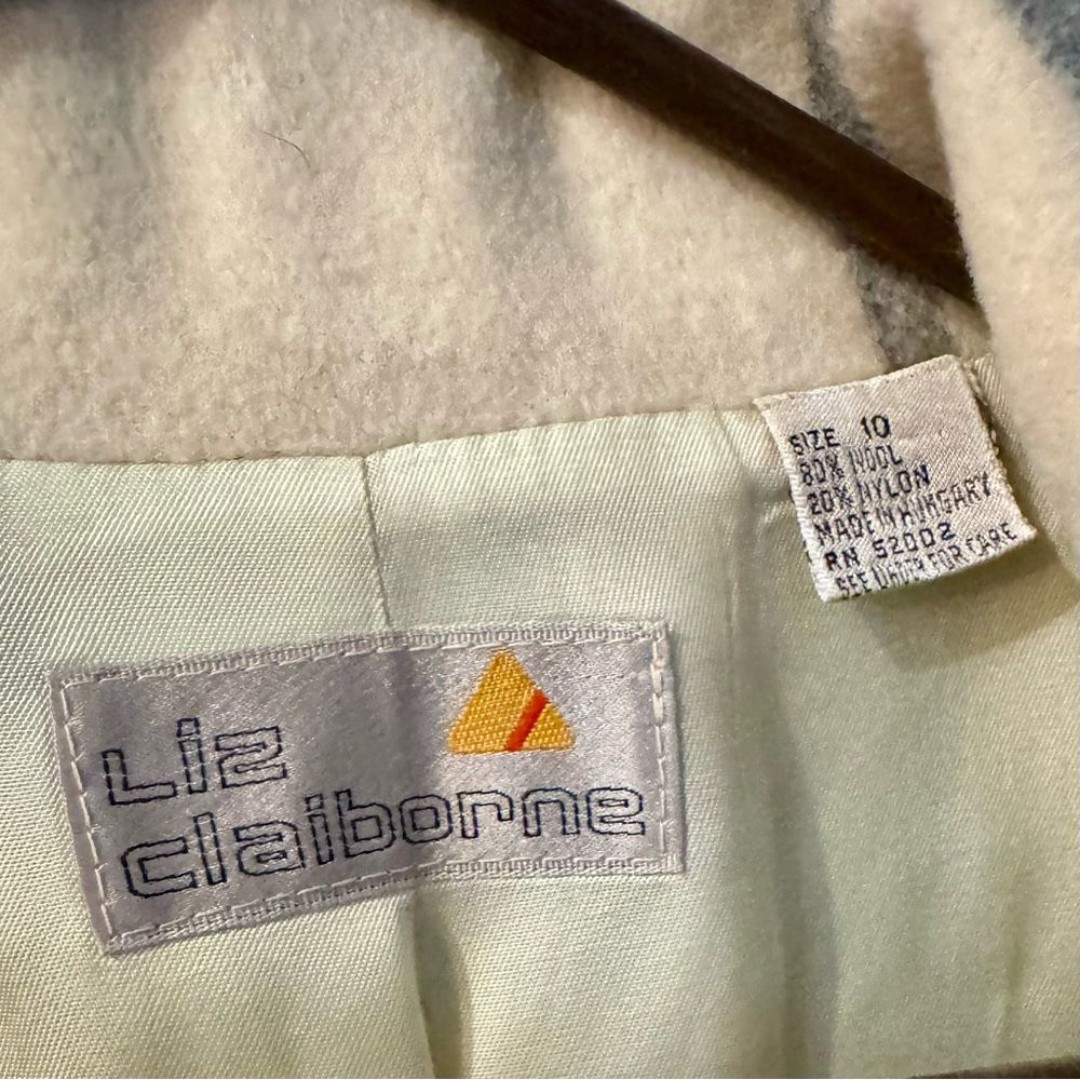 SIZE 10
80% WOOL
20% NYLON
MADE IN HUNGARY
RN 52002
SEE UNDER FOR CARE
Liz
claiborne